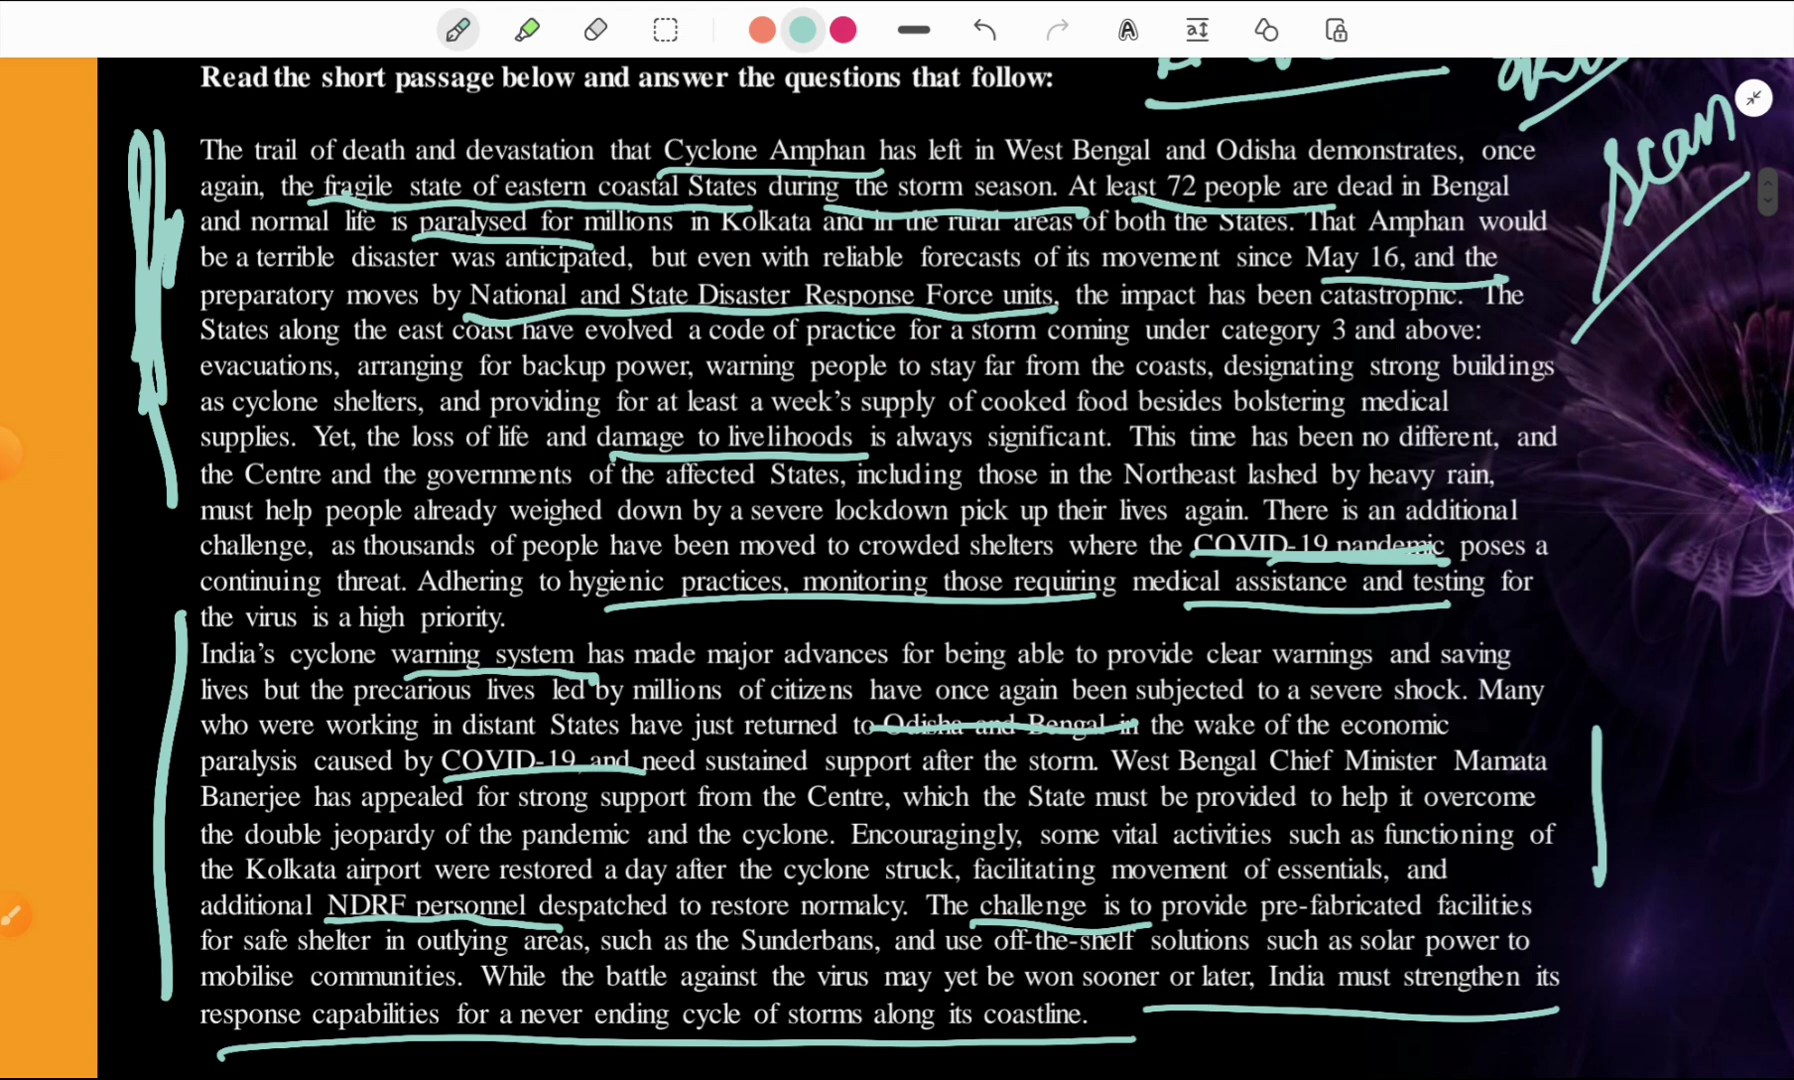 Read the short passage below and answer the questions that follow:
scan
The trail of death and devastation that Cyclone Amphan has left in West Bengal and Odisha demonstrates, once
again, the fragile state of eastern coastal States during the storm season. At least 72 people are dead in Bengal
and normal life is paralysed for millions in Kolkata and in the rural areas of both the States. That Amphan would
be a terrible disaster was anticipated, but even with reliable forecasts of its movement since May 16, and the
preparatory moves by National and State Disaster Response Force units, the impact has been catastrophic. The
States along the east coast have evolved a code of practice for a storm coming under category 3 and above:
evacuations, arranging for backup power, warning people to stay far from the coasts, designating strong buildings
as cyclone shelters, and providing for at least a week's supply of cooked food besides bolstering medical
supplies. Yet, the loss of life and damage to livelihoods is always significant. This time has been no different, and
the Centre and the governments of the affected States, including those in the Northeast lashed by heavy rain,
must help people already weighed down by a severe lockdown pick up their lives again. There is an additional
challenge, as thousands of people have been moved to crowded shelters where the COVID-19 pandemic poses a
continuing threat. Adhering to hygienic practices, monitoring those requiring medical assistance and testing for
the virus is a high priority.
India's cyclone warning system has made major advances for being able to provide clear warnings and saving
lives but the precarious lives led by millions of citizens have once again been subjected to a severe shock. Many
who were working in distant States have just returned to Odisha and Bengal in the wake of the economic
paralysis caused by COVID-19, and need sustained support after the storm. West Bengal Chief Minister Mamata
Banerjee has appealed for strong support from the Centre, which the State must be provided to help it overcome
the double jeopardy of the pandemic and the cyclone. Encouragingly, some vital activities such as functioning of
the Kolkata airport were restored a day after the cyclone struck, facilitating movement of essentials, and
additional NDRF personnel despatched to restore normalcy. The challenge is to provide pre-fabricated facilities
for safe shelter in outlying areas, such as the Sunderbans, and use off-the-shelf solutions such as solar power to
mobilise communities. While the battle against the virus may yet be won sooner or later, India must strengthen its
response capabilities for a never ending cycle of storms along its coastline.